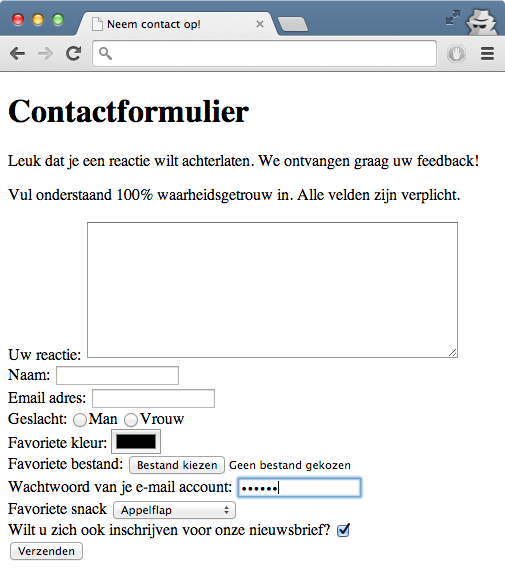 Neem contact op!
Contactformulier
Leuk dat je een reactie wilt achterlaten. We ontvangen graag uw feedback!
Vul onderstaand 100% waarheidsgetrouw in. Alle velden zijn verplicht.
Uw reactie:
Naam:
Email adres:
Geslacht: Man Vrouw
Favoriete kleur:
Favoriete bestand: Bestand kiezen Geen bestand gekozen
Wachtwoord van je e-mail account: ••••••
Favoriete snack Appelflap
Wilt u zich ook inschrijven voor onze nieuwsbrief?
Verzenden